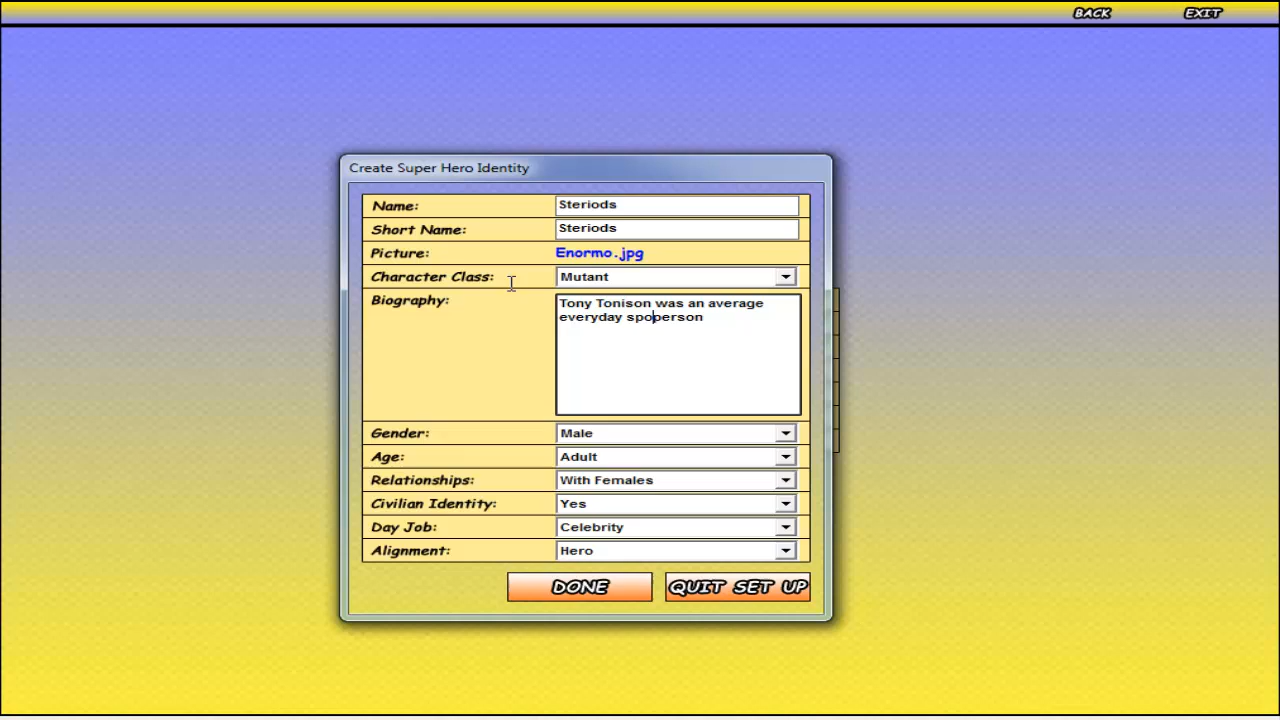 BACK EXIT
Create Super Hero Identity
Name: Steriods
Short Name: Steriods
Picture: Enormo.jpg
Character Class: Mutant
Biography: Tony Tonison was an average
everyday spoperson
Gender: Male
Age: Adult
Relationships: With Females
Civilian Identity: Yes
Day Job: Celebrity
Alignment: Hero
DONE QUIT SET UP